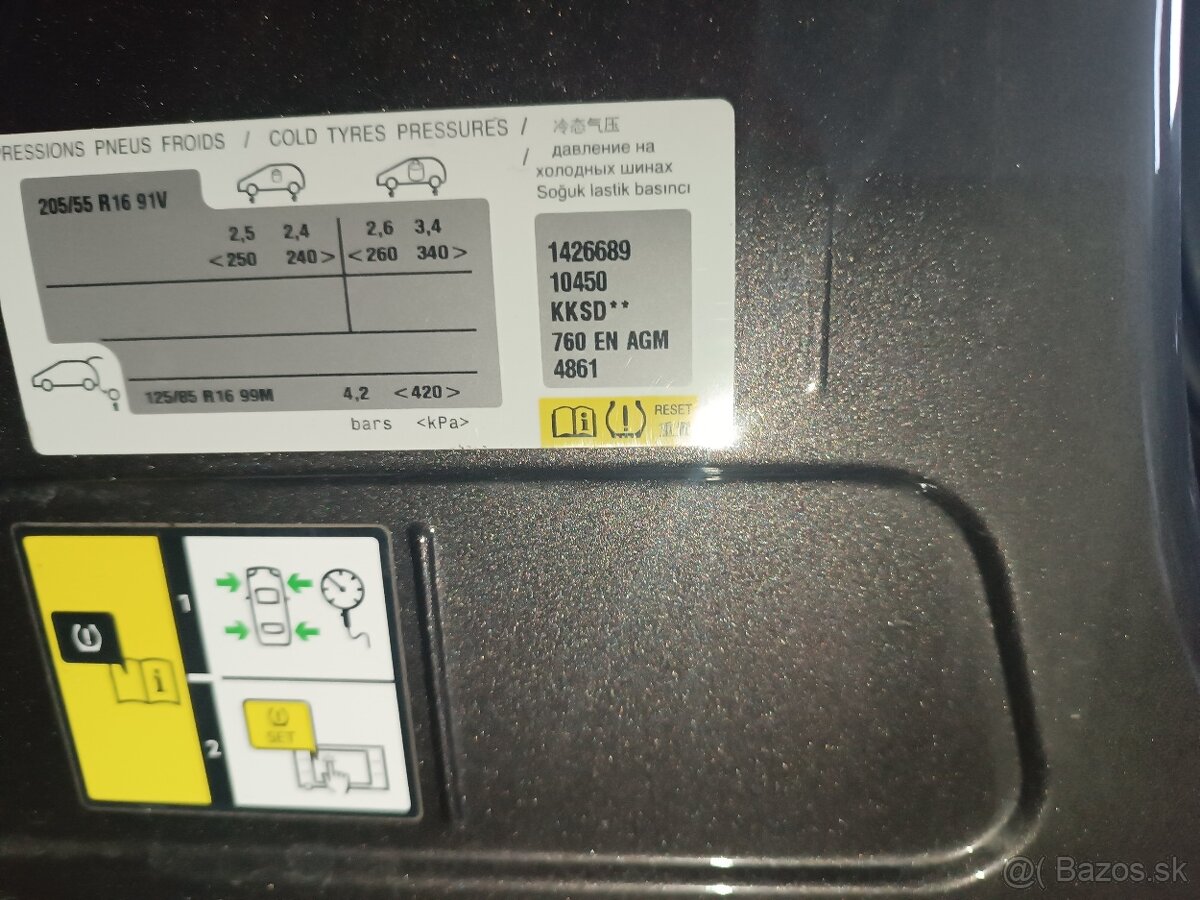 RESSIONS PNEUS FROIDS / COLD TYRES PRESSURES /
冷态气压
/ давление на
холодных шинах
Soğuk lastik basıncı
205/55 R16 91V
2,5 2,4 2,6 3,4
<250 240> <260 340>
125/85 R16 99M 4,2 <420>
bars <kPa>
1426689
10450
KKSD**
760 EN AGM
4861
i RESET
1
i
2
SET
@( Bazos.sk